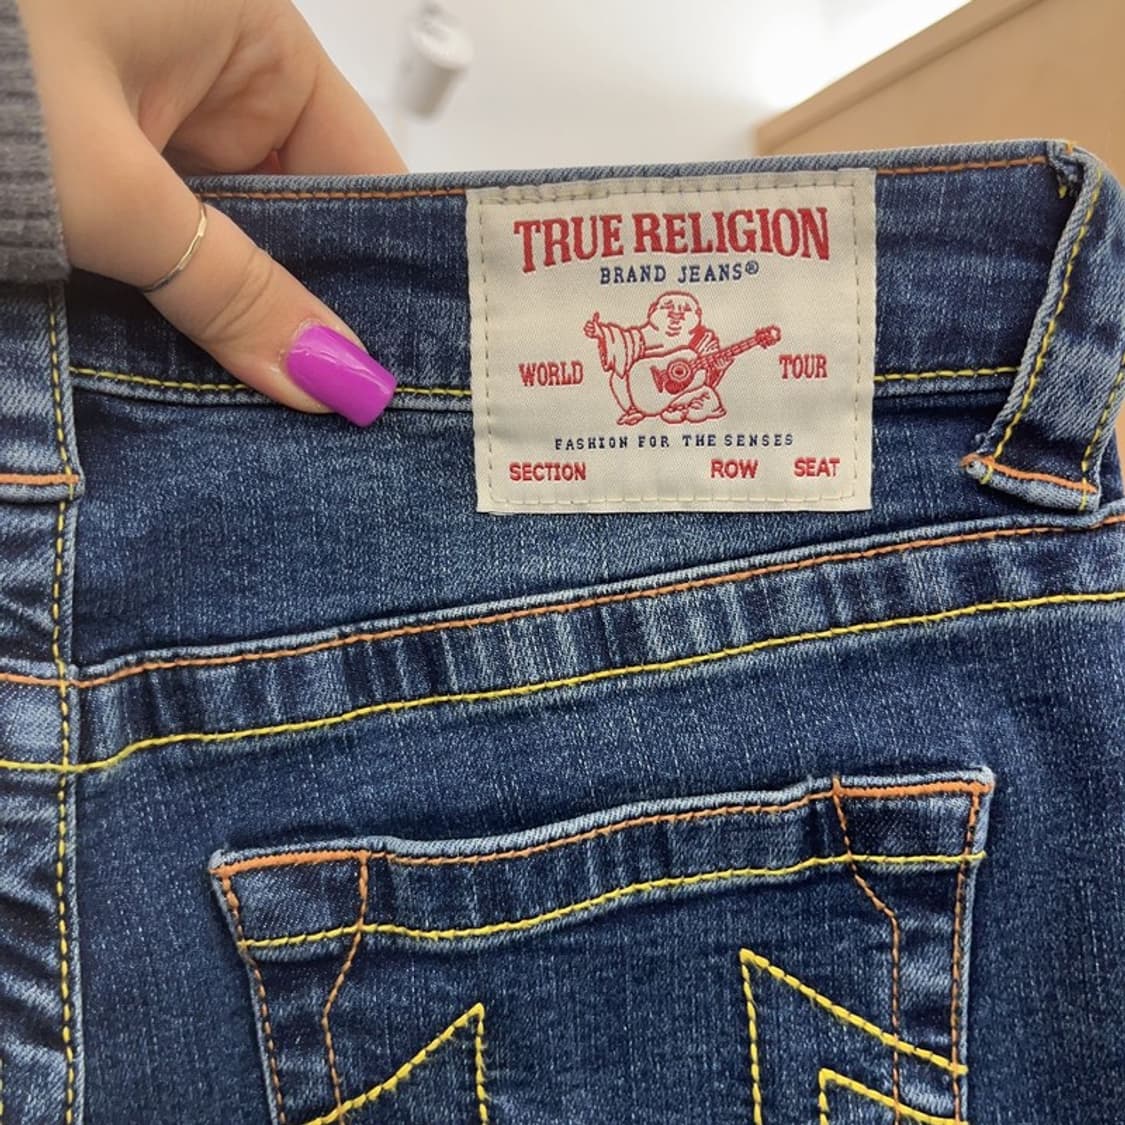 TRUE RELIGION
BRAND JEANS®
WORLD TOUR
FASHION FOR THE SENSES
SECTION ROW SEAT